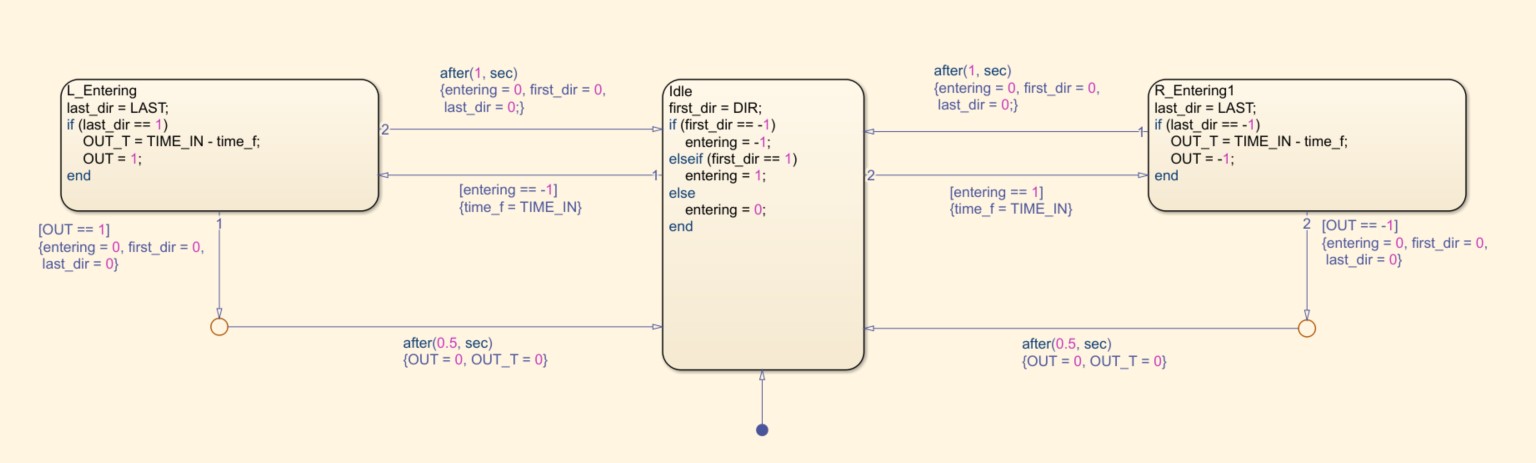 L_Entering
last_dir = LAST;
if (last_dir == 1)
OUT_T = TIME_IN - time_f;
OUT = 1;
end
after(1, sec)
{entering = 0, first_dir = 0,
last_dir = 0;}
2
[entering == -1]
{time_f = TIME_IN}
1
[OUT == 1]
{entering = 0, first_dir = 0,
last_dir = 0}
1
after(0.5, sec)
{OUT = 0, OUT_T = 0}
Idle
first_dir = DIR;
if (first_dir == -1)
entering = -1;
elseif (first_dir == 1)
entering = 1;
else
entering = 0;
end
after(1, sec)
{entering = 0, first_dir = 0,
last_dir = 0;}
1
2
[entering == 1]
{time_f = TIME_IN}
R_Entering1
last_dir = LAST;
if (last_dir == -1)
OUT_T = TIME_IN - time_f;
OUT = -1;
end
2
[OUT == -1]
{entering = 0, first_dir = 0,
last_dir = 0}
after(0.5, sec)
{OUT = 0, OUT_T = 0}